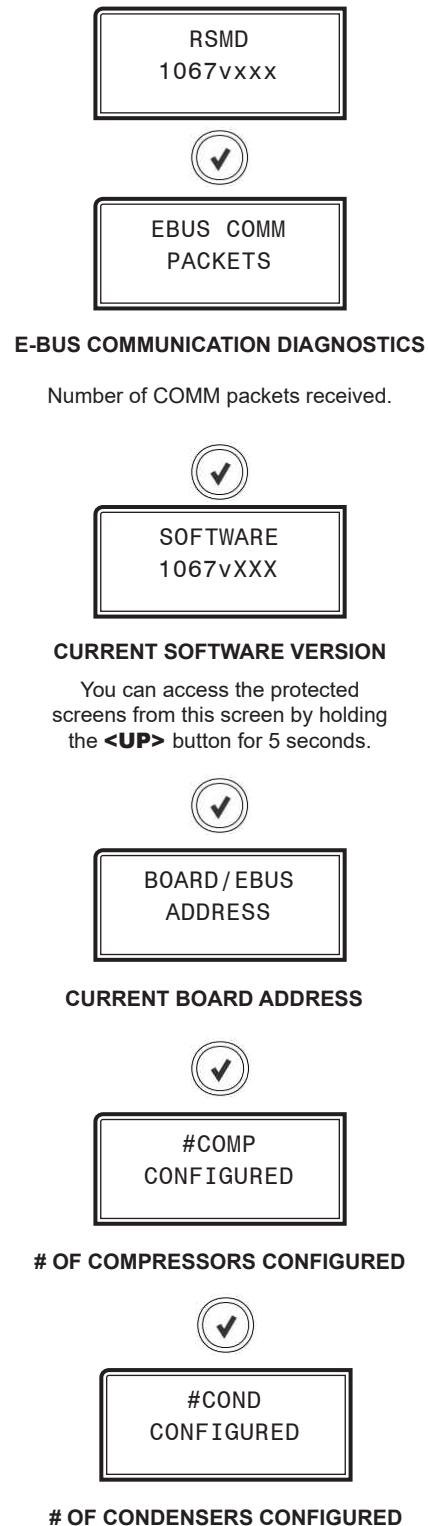 RSMD
1067vxxx
EBUS COMM
PACKETS
E-BUS COMMUNICATION DIAGNOSTICS
Number of COMM packets received.
SOFTWARE
1067vXXX
CURRENT SOFTWARE VERSION
You can access the protected
screens from this screen by holding
the <UP> button for 5 seconds.
BOARD/EBUS
ADDRESS
CURRENT BOARD ADDRESS
#COMP
CONFIGURED
# OF COMPRESSORS CONFIGURED
#COND
CONFIGURED
# OF CONDENSERS CONFIGURED